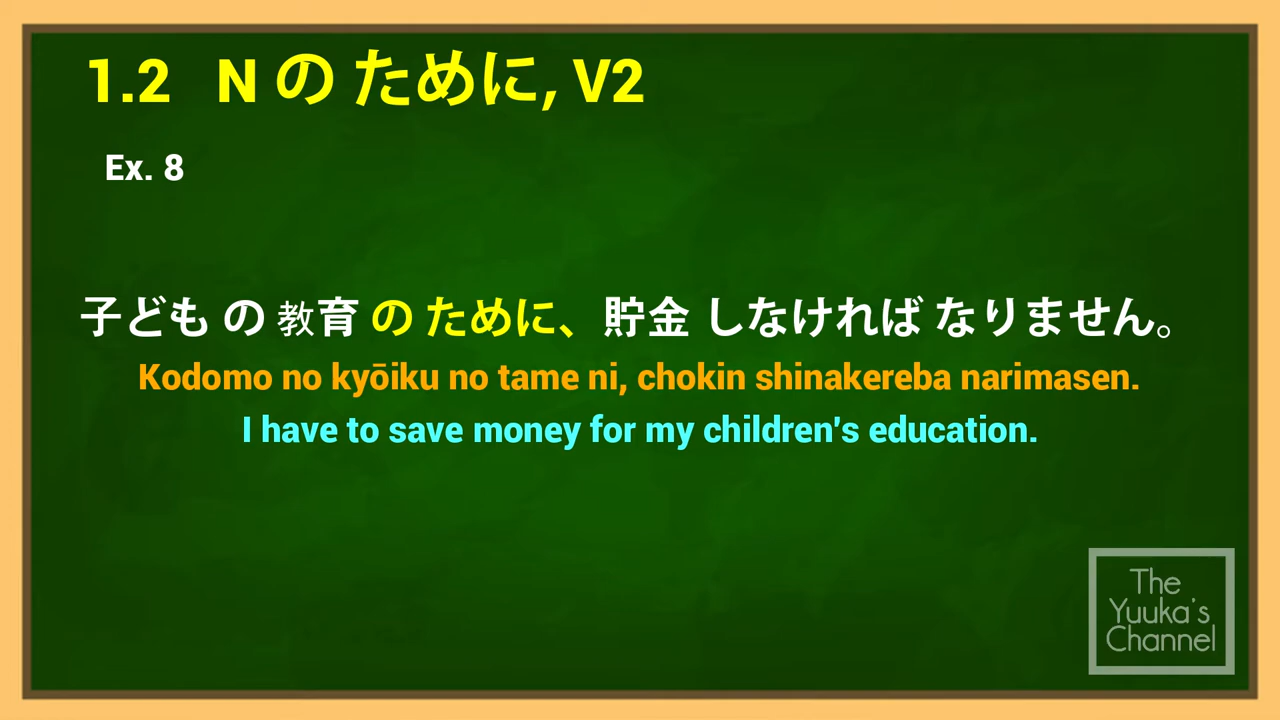 1.2 N の ために, V2
Ex. 8
子ども の 教育 の ために、貯金 しなければ なりません。
Kodomo no kyōiku no tame ni, chokin shinakereba narimasen.
I have to save money for my children's education.
The
Yuuka's
Channel